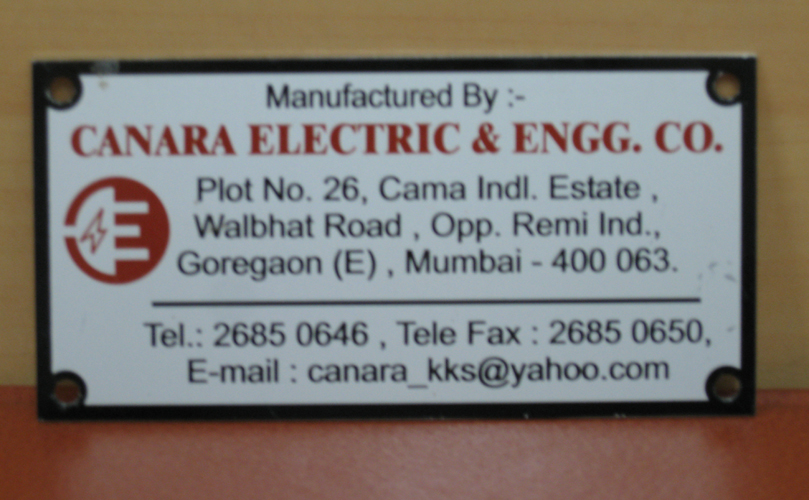 Manufactured By :-
CANARA ELECTRIC & ENGG. CO.
Plot No. 26, Cama Indl. Estate ,
Walbhat Road , Opp. Remi Ind.,
Goregaon (E) , Mumbai - 400 063.
Tel.: 2685 0646 , Tele Fax : 2685 0650,
E-mail : canara_kks@yahoo.com